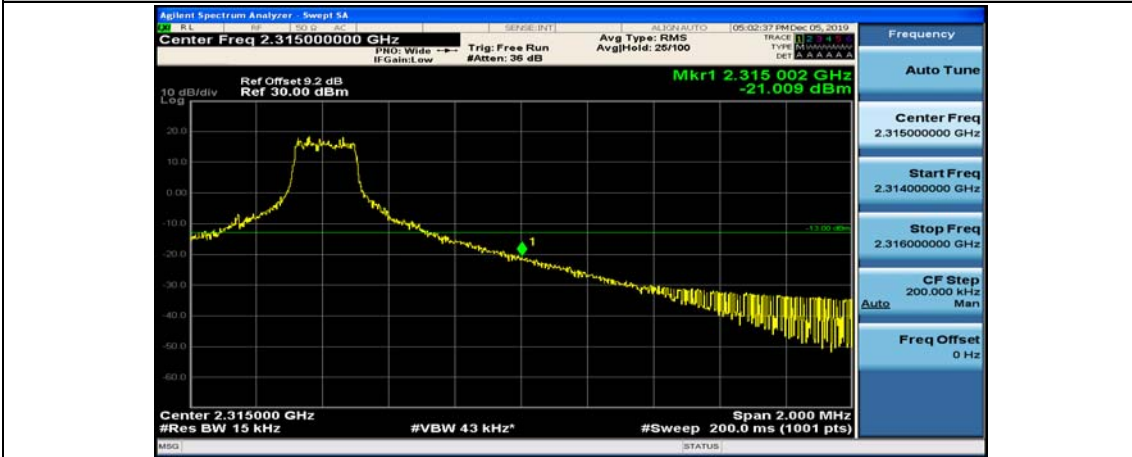 Agilent Spectrum Analyzer - Swept SA
RL RF 50 Ω AC SENSE:INT ALIGNAUTO 05:02:37 PM Dec 05, 2019
Center Freq 2.315000000 GHz
PNO: Wide
IFGain:Low
Trig: Free Run
#Atten: 36 dB
Avg Type: RMS
Avg|Hold: 25/100
TRACE 1 2 3 4 5 6
TYPE M
DET A A A A A A
Ref Offset 9.2 dB
Ref 30.00 dBm
10 dB/div
Log
Mkr1 2.315 002 GHz
-21.009 dBm
20.0
10.0
0.00
-10.0
-20.0
-30.0
-40.0
-50.0
-60.0
-13.00 dBm
1
Center 2.315000 GHz
Span 2.000 MHz
#Res BW 15 kHz
#VBW 43 kHz*
#Sweep 200.0 ms (1001 pts)
MSG
STATUS
Frequency
Auto Tune
Center Freq
2.315000000 GHz
Start Freq
2.314000000 GHz
Stop Freq
2.316000000 GHz
CF Step
200.000 kHz
Auto Man
Freq Offset
0 Hz